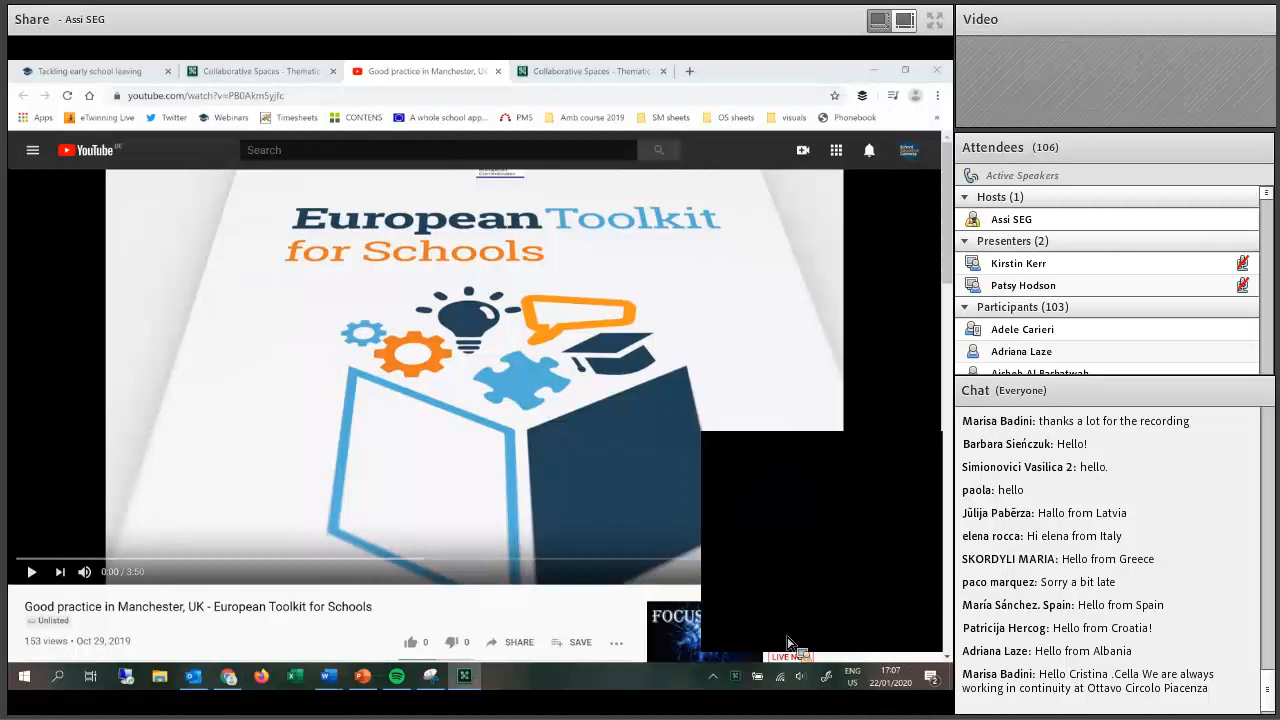 Share - Assi SEG
Video
Tackling early school leaving
Collaborative Spaces - Thematic
Good practice in Manchester, UK
Collaborative Spaces - Thematic
youtube.com/watch?v=PB0Akm5yjfc
Apps
eTwinning Live
Twitter
Webinars
Timesheets
CONTENS
A whole school app...
PMS
Amb course 2019
SM sheets
OS sheets
visuals
Phonebook
»
YouTube
Search
European Toolkit
for Schools
0:00 / 3:50
Good practice in Manchester, UK - European Toolkit for Schools
Unlisted
153 views • Oct 29, 2019
0
0
SHARE
SAVE
FOCUS
LIVE
ENG
US
17:07
22/01/2020
2
Attendees (106)
Active Speakers
Hosts (1)
Assi SEG
Presenters (2)
Kirstin Kerr
Patsy Hodson
Participants (103)
Adele Carieri
Adriana Laze
Chat (Everyone)
Marisa Badini: thanks a lot for the recording
Barbara Sieńczuk: Hello!
Simionovici Vasilica 2: hello.
paola: hello
Jūlija Pabērza: Hallo from Latvia
elena rocca: Hi elena from Italy
SKORDYLI MARIA: Hello from Greece
paco marquez: Sorry a bit late
María Sánchez. Spain: Hello from Spain
Patricija Hercog: Hello from Croatia!
Adriana Laze: Hello from Albania
Marisa Badini: Hello Cristina .Cella We are always
working in continuity at Ottavo Circolo Piacenza